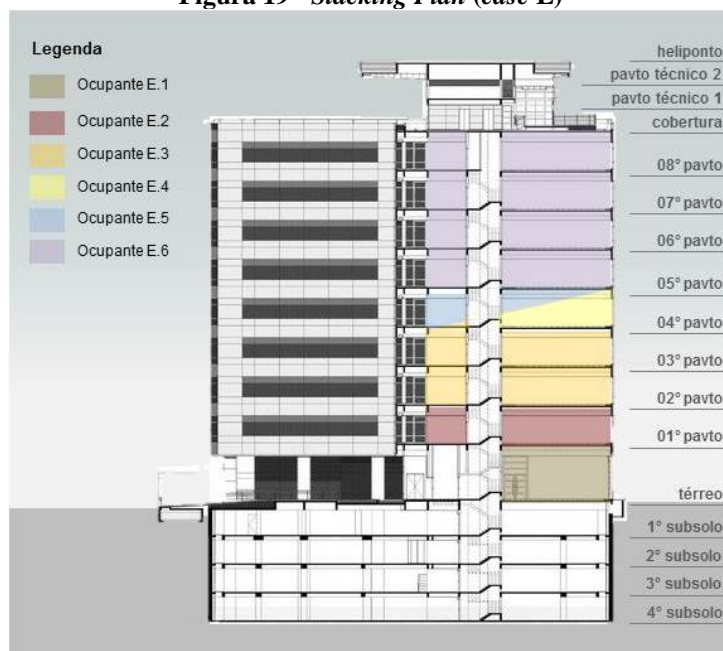 Figura 19 - Stacking Plan (case E)
Legenda
Ocupante E.1
Ocupante E.2
Ocupante E.3
Ocupante E.4
Ocupante E.5
Ocupante E.6
heliponto
pavto técnico 2
pavto técnico 1
cobertura
08º pavto
07º pavto
06º pavto
05º pavto
04º pavto
03º pavto
02º pavto
01º pavto
térreo
1º subsolo
2º subsolo
3º subsolo
4º subsolo